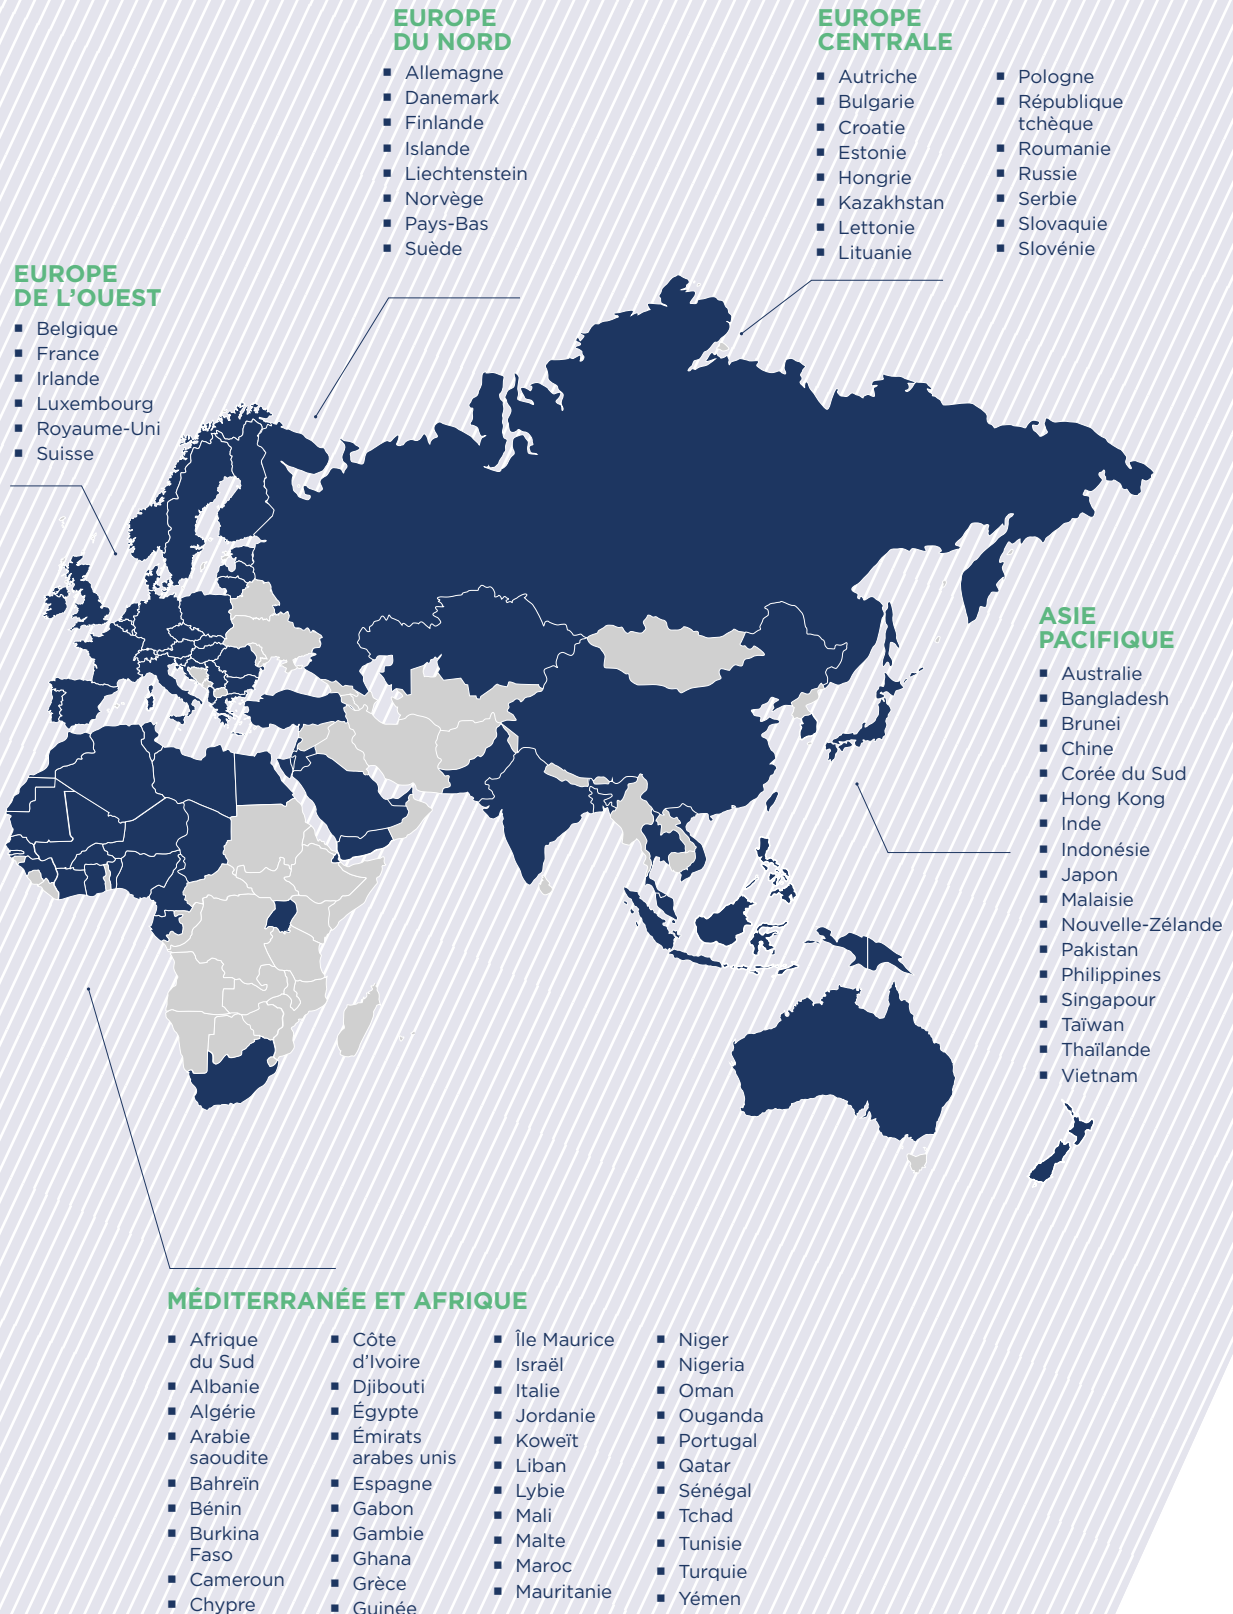 EUROPE
DU NORD
Allemagne
Danemark
Finlande
Islande
Liechtenstein
Norvège
Pays-Bas
Suède
EUROPE
CENTRALE
Autriche
Bulgarie
Croatie
Estonie
Hongrie
Kazakhstan
Lettonie
Lituanie
Pologne
République
tchèque
Roumanie
Russie
Serbie
Slovaquie
Slovénie
EUROPE
DE L’OUEST
Belgique
France
Irlande
Luxembourg
Royaume-Uni
Suisse
ASIE
PACIFIQUE
Australie
Bangladesh
Brunei
Chine
Corée du Sud
Hong Kong
Inde
Indonésie
Japon
Malaisie
Nouvelle-Zélande
Pakistan
Philippines
Singapour
Taïwan
Thaïlande
Vietnam
MÉDITERRANÉE ET AFRIQUE
Afrique
du Sud
Albanie
Algérie
Arabie
saoudite
Bahreïn
Bénin
Burkina
Faso
Cameroun
Chypre
Côte
d’Ivoire
Djibouti
Égypte
Émirats
arabes unis
Espagne
Gabon
Gambie
Ghana
Grèce
Guinée
Île Maurice
Israël
Italie
Jordanie
Koweït
Liban
Lybie
Mali
Malte
Maroc
Mauritanie
Niger
Nigeria
Oman
Ouganda
Portugal
Qatar
Sénégal
Tchad
Tunisie
Turquie
Yémen